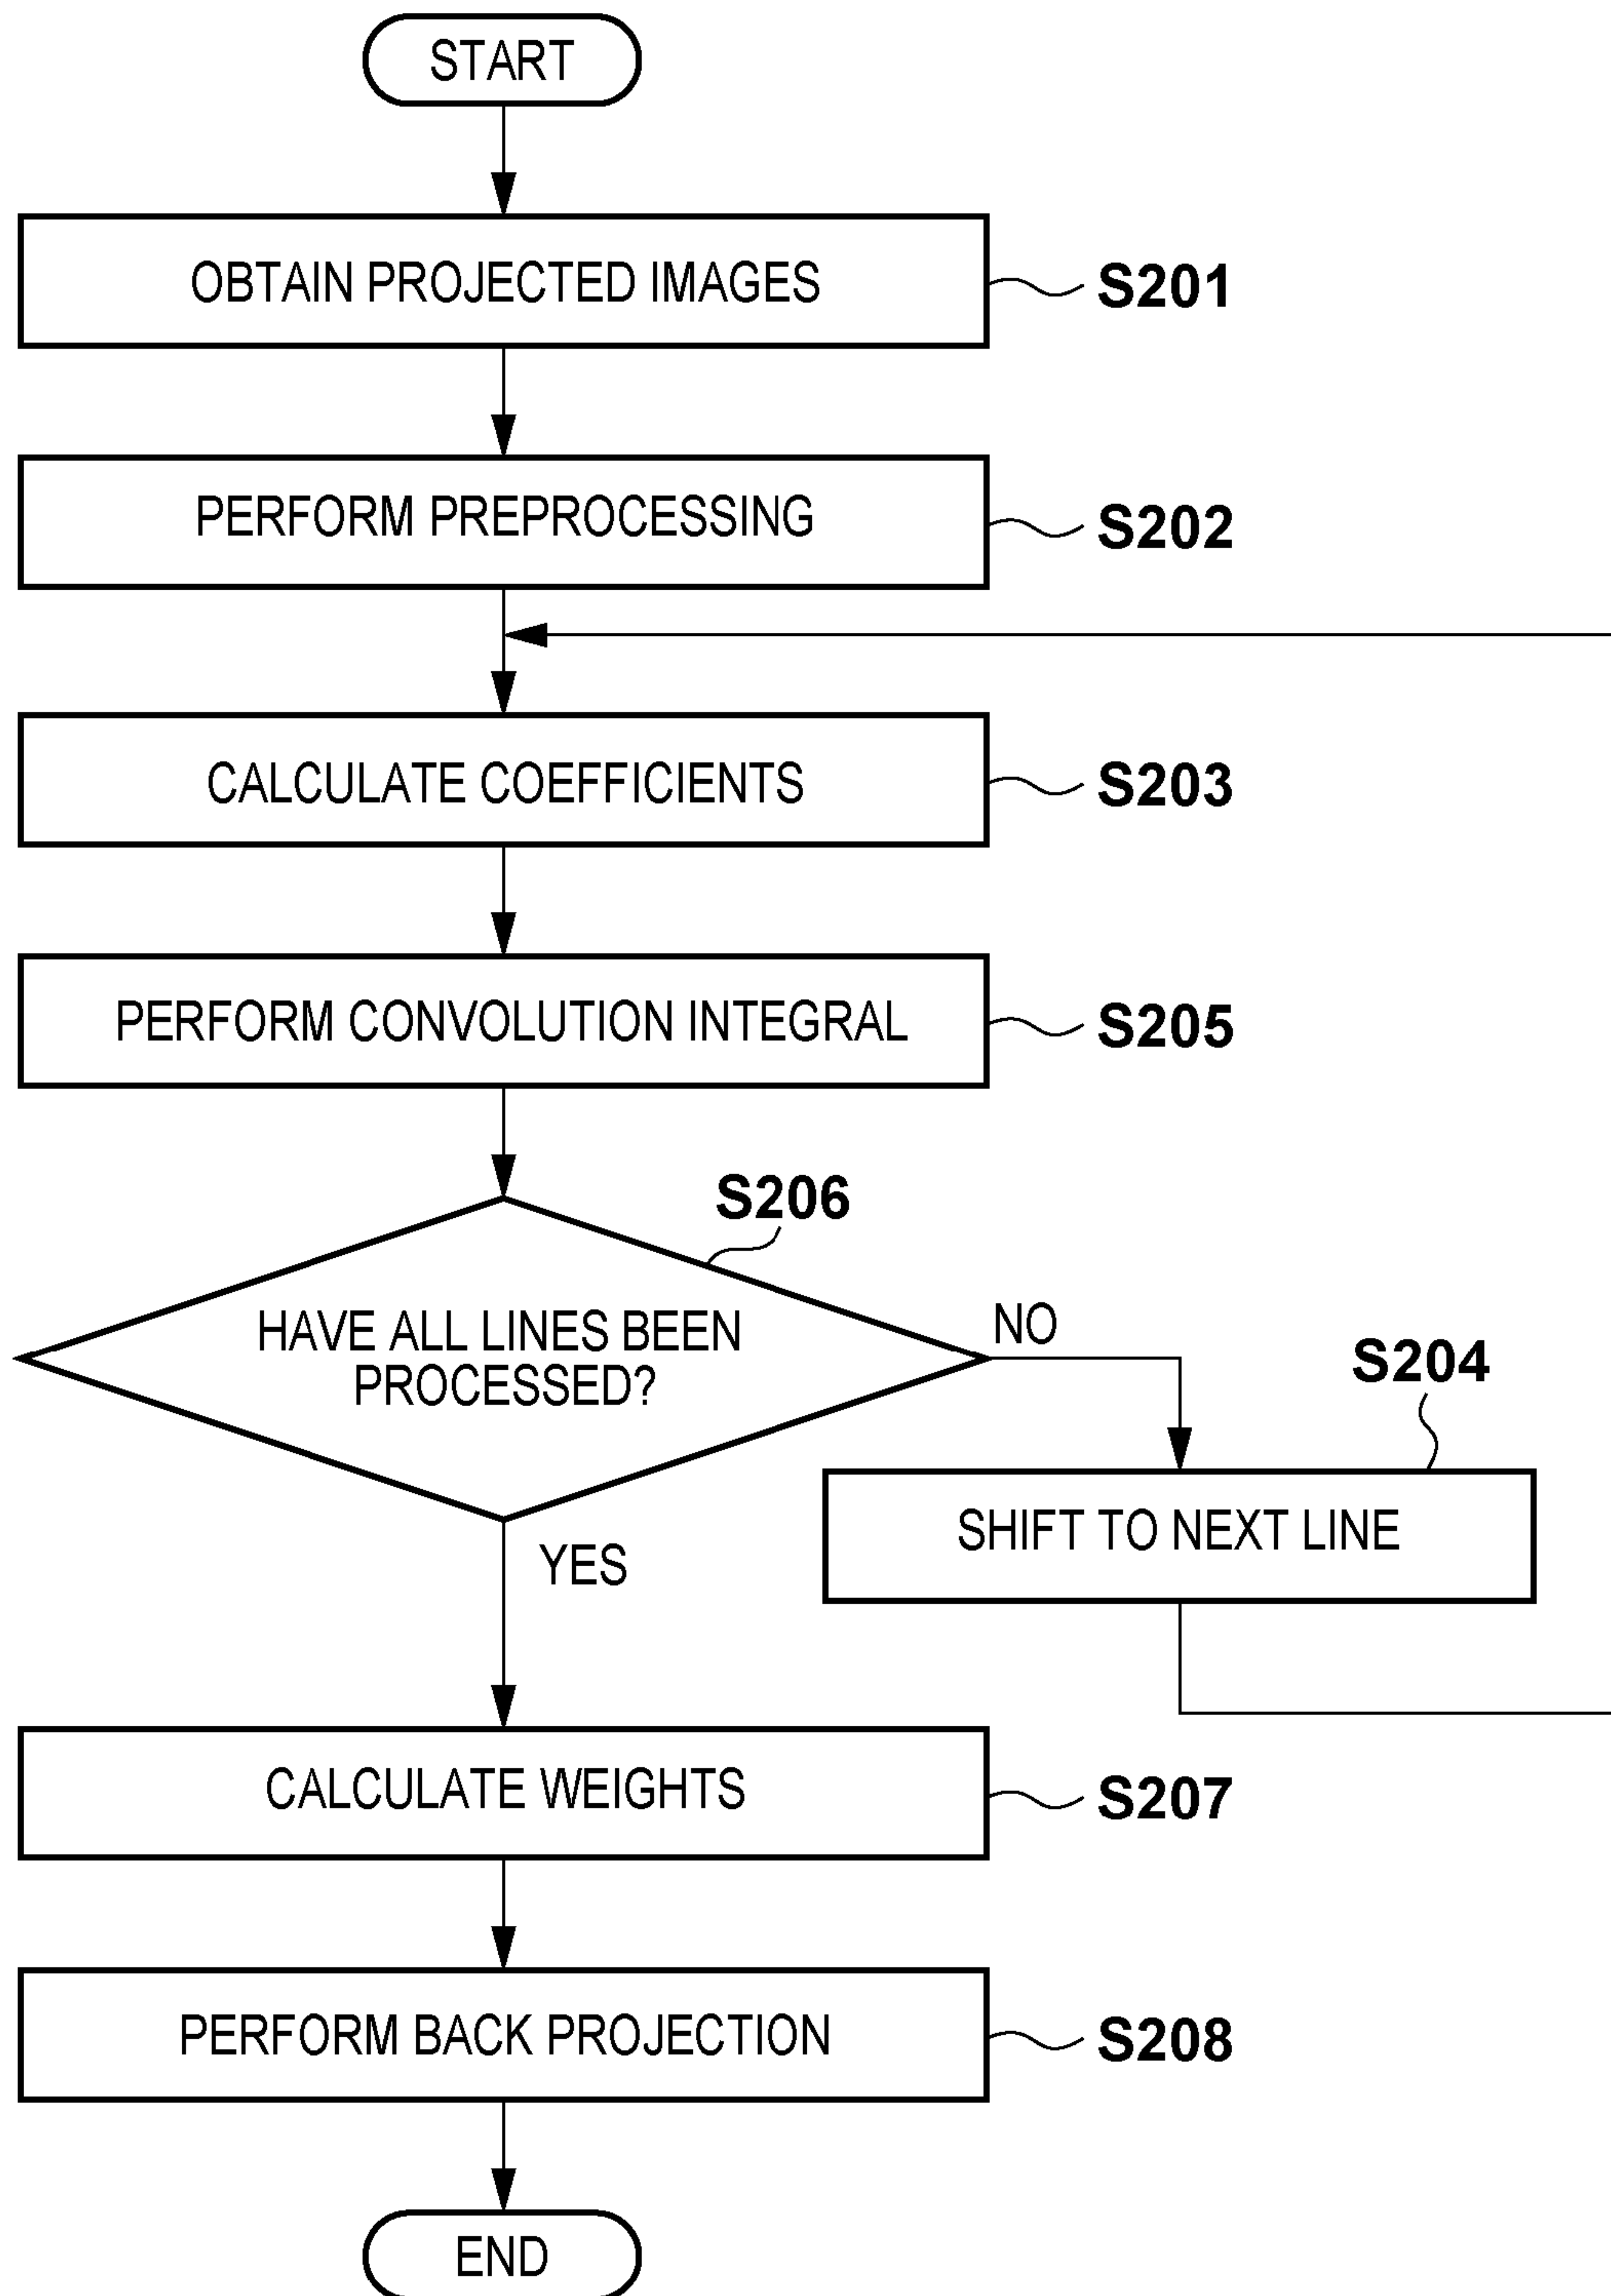 START
OBTAIN PROJECTED IMAGES
S201
PERFORM PREPROCESSING
S202
CALCULATE COEFFICIENTS
S203
PERFORM CONVOLUTION INTEGRAL
S205
S206
HAVE ALL LINES BEEN
PROCESSED?
NO
S204
SHIFT TO NEXT LINE
YES
CALCULATE WEIGHTS
S207
PERFORM BACK PROJECTION
S208
END